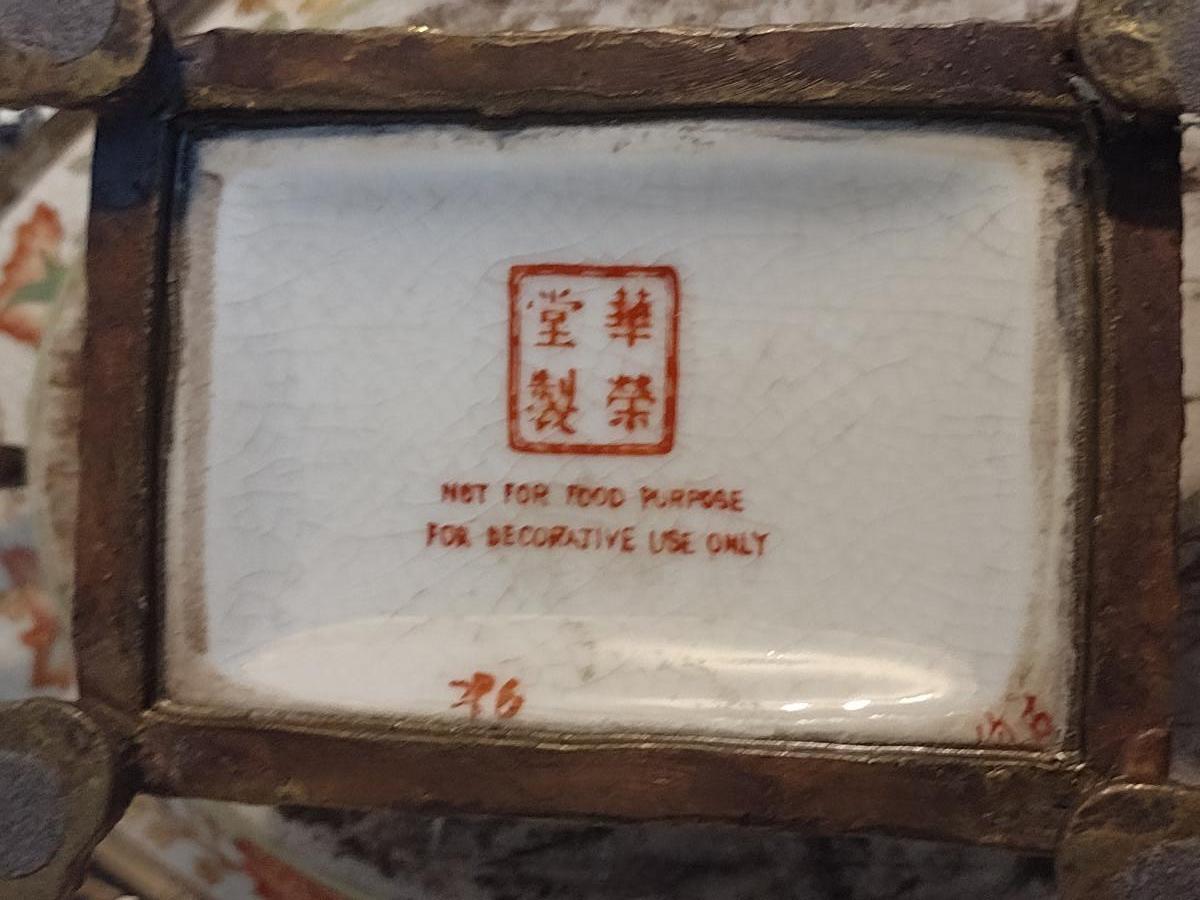 華榮
堂製
NOT FOR FOOD PURPOSE
FOR DECORATIVE USE ONLY